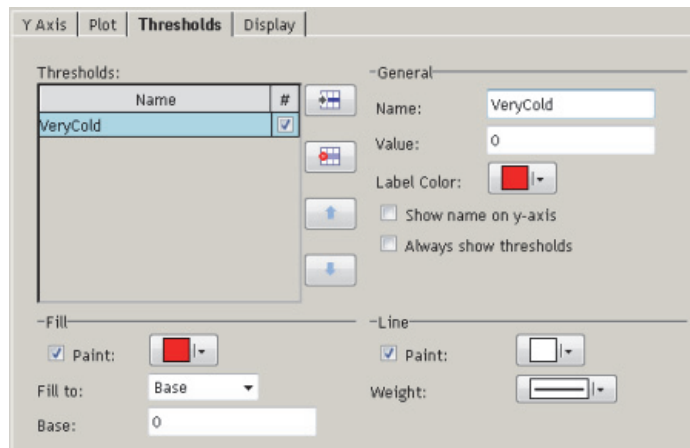 Y Axis Plot Thresholds Display
Thresholds:
Name #
VeryCold
General
Name: VeryCold
Value: 0
Label Color:
Show name on y-axis
Always show thresholds
Fill
Paint:
Fill to: Base
Base: 0
Line
Paint:
Weight: